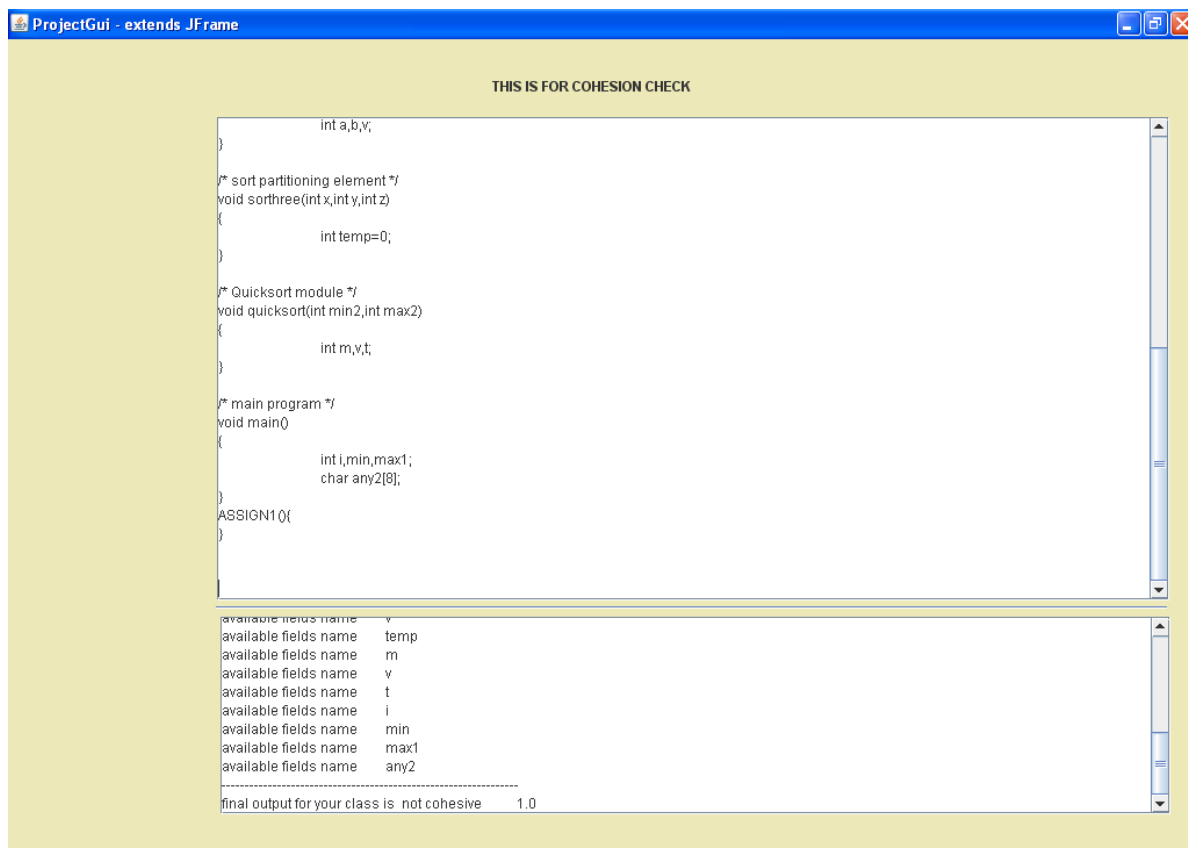 ProjectGui - extends JFrame
THIS IS FOR COHESION CHECK
int a,b,v;
}
/* sort partitioning element */
void sorthree(int x,int y,int z)
{
int temp=0;
}
/* Quicksort module */
void quicksort(int min2,int max2)
{
int m,v,t;
}
/* main program */
void main()
{
int i,min,max1;
char any2[8];
}
ASSIGN1(){
}
available fields name v
available fields name temp
available fields name m
available fields name v
available fields name t
available fields name i
available fields name min
available fields name max1
available fields name any2
----------------------------------------------------------------
final output for your class is not cohesive 1.0